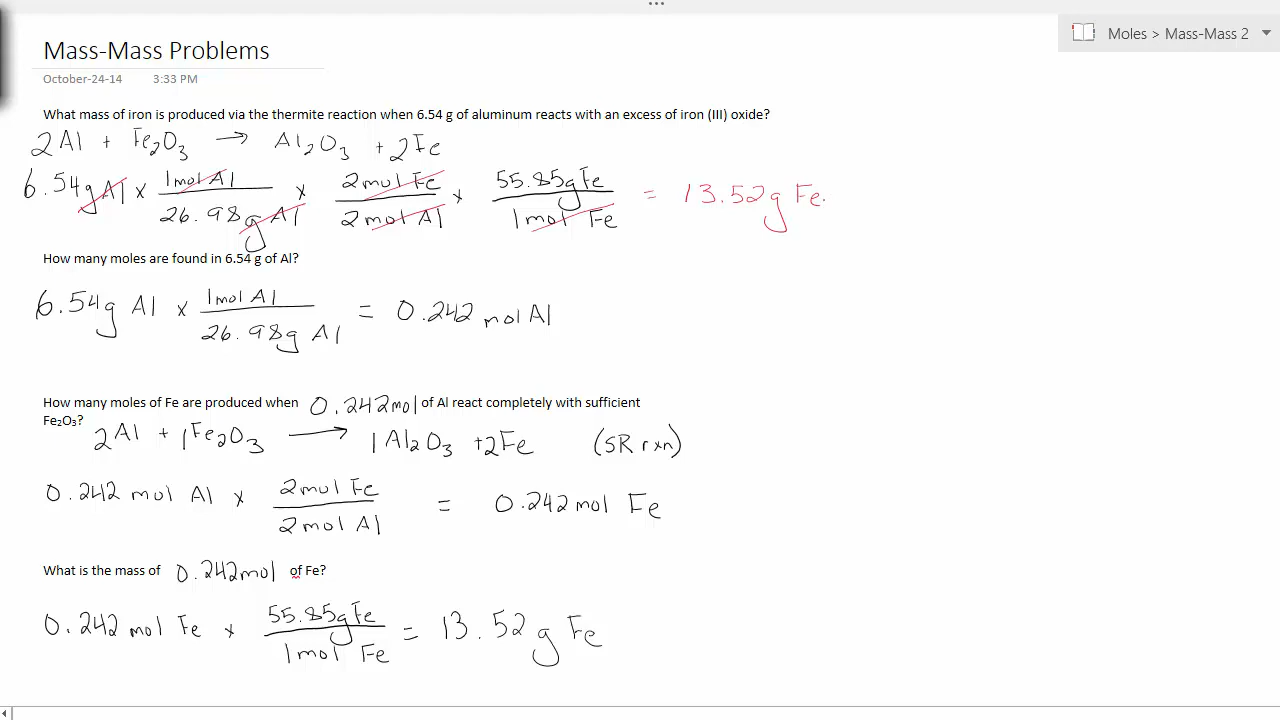 Moles > Mass-Mass 2
Mass-Mass Problems
October-24-14 3:33 PM
What mass of iron is produced via the thermite reaction when 6.54 g of aluminum reacts with an excess of iron (III) oxide?
2Al + Fe₂O₃ → Al₂O₃ + 2Fe
6.54g Al × 1mol Al / 26.98g Al × 2mol Fe / 2mol Al × 55.85g Fe / 1mol Fe = 13.52g Fe.
How many moles are found in 6.54 g of Al?
6.54g Al × 1mol Al / 26.98g Al = 0.242 mol Al
How many moles of Fe are produced when 0.242mol of Al react completely with sufficient
Fe₂O₃?
2Al + 1Fe₂O₃ → 1Al₂O₃ + 2Fe (SR rxn)
0.242 mol Al × 2mol Fe / 2mol Al = 0.242mol Fe
What is the mass of 0.242mol of Fe?
0.242 mol Fe × 55.85g Fe / 1mol Fe = 13.52 g Fe